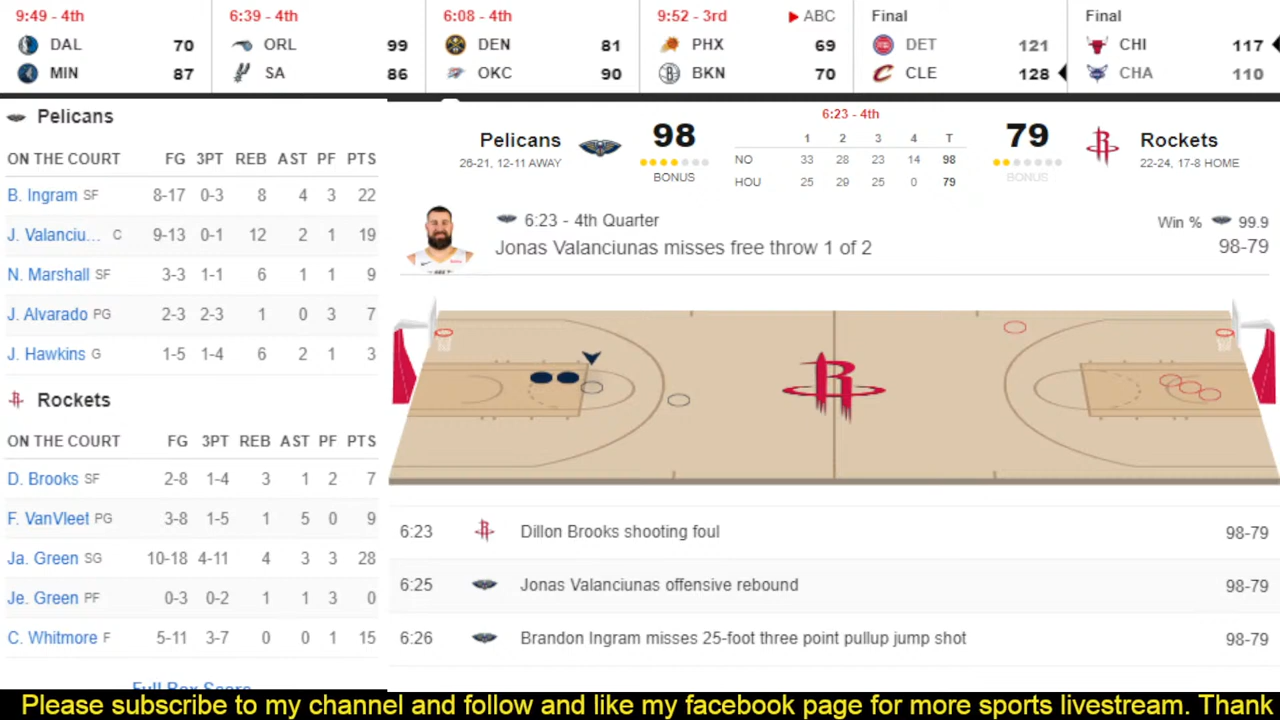 9:49 - 4th
DAL 70
MIN 87
6:39 - 4th
ORL 99
SA 86
6:08 - 4th
DEN 81
OKC 90
9:52 - 3rd ABC
PHX 69
BKN 70
Final
DET 121
CLE 128
Final
CHI 117
CHA 110
Pelicans
ON THE COURT FG 3PT REB AST PF PTS
B. Ingram SF 8-17 0-3 8 4 3 22
J. Valanciu... C 9-13 0-1 12 2 1 19
N. Marshall SF 3-3 1-1 6 1 1 9
J. Alvarado PG 2-3 2-3 1 0 3 7
J. Hawkins G 1-5 1-4 6 2 1 3
Rockets
ON THE COURT FG 3PT REB AST PF PTS
D. Brooks SF 2-8 1-4 3 1 2 7
F. VanVleet PG 3-8 1-5 1 5 0 9
Ja. Green SG 10-18 4-11 4 3 3 28
Je. Green PF 0-3 0-2 1 1 3 0
C. Whitmore F 5-11 3-7 0 0 1 15
Full Box Score
Pelicans 98
26-21, 12-11 AWAY
BONUS
6:23 - 4th
1 2 3 4 T
NO 33 28 23 14 98
HOU 25 29 25 0 79
79 Rockets
22-24, 17-8 HOME
BONUS
6:23 - 4th Quarter
Jonas Valanciunas misses free throw 1 of 2
Win % 99.9
98-79
R
6:23 Dillon Brooks shooting foul 98-79
6:25 Jonas Valanciunas offensive rebound 98-79
6:26 Brandon Ingram misses 25-foot three point pullup jump shot 98-79
Please subscribe to my channel and follow and like my facebook page for more sports livestream. Thank